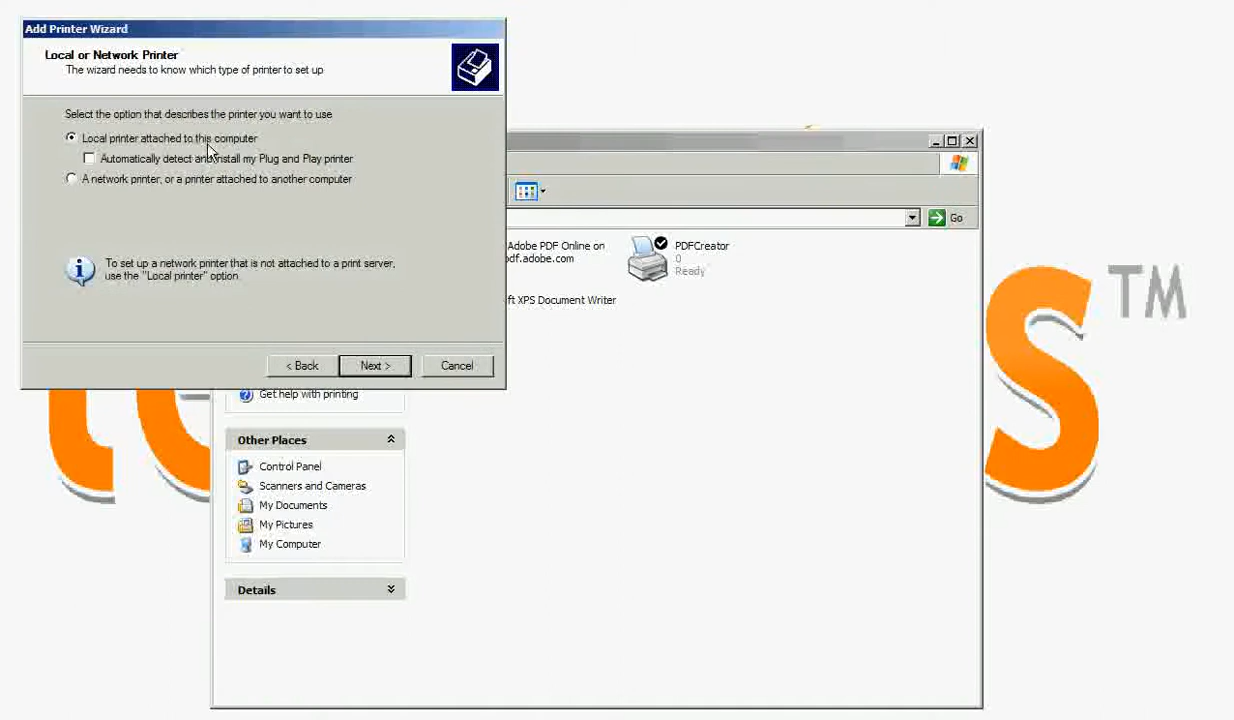 Add Printer Wizard
Local or Network Printer
The wizard needs to know which type of printer to set up
Select the option that describes the printer you want to use
Local printer attached to this computer
Automatically detect and install my Plug and Play printer
A network printer, or a printer attached to another computer
To set up a network printer that is not attached to a print server,
use the "Local printer" option.
< Back
Next >
Cancel
Go
Adobe PDF Online on
pdf.adobe.com
PDFCreator
0
Ready
ft XPS Document Writer
Get help with printing
Other Places
Control Panel
Scanners and Cameras
My Documents
My Pictures
My Computer
Details
S TM